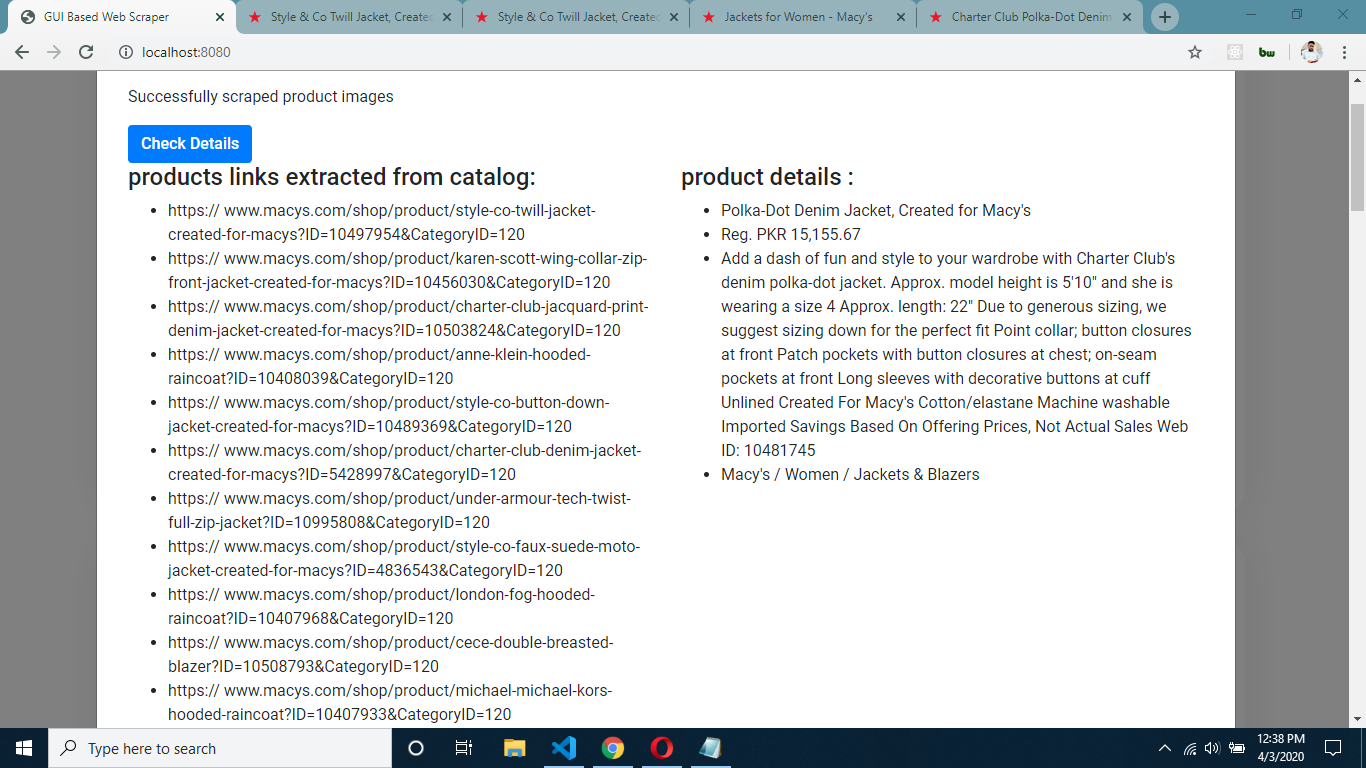 GUI Based Web Scraper
Style & Co Twill Jacket, Create
Style & Co Twill Jacket, Create
Jackets for Women - Macy's
Charter Club Polka-Dot Denim
localhost:8080
bw
Successfully scraped product images
Check Details
products links extracted from catalog:
https:// www.macys.com/shop/product/style-co-twill-jacket-
created-for-macys?ID=10497954&CategoryID=120
https:// www.macys.com/shop/product/karen-scott-wing-collar-zip-
front-jacket-created-for-macys?ID=10456030&CategoryID=120
https:// www.macys.com/shop/product/charter-club-jacquard-print-
denim-jacket-created-for-macys?ID=10503824&CategoryID=120
https:// www.macys.com/shop/product/anne-klein-hooded-
raincoat?ID=10408039&CategoryID=120
https:// www.macys.com/shop/product/style-co-button-down-
jacket-created-for-macys?ID=10489369&CategoryID=120
https:// www.macys.com/shop/product/charter-club-denim-jacket-
created-for-macys?ID=5428997&CategoryID=120
https:// www.macys.com/shop/product/under-armour-tech-twist-
full-zip-jacket?ID=10995808&CategoryID=120
https:// www.macys.com/shop/product/style-co-faux-suede-moto-
jacket-created-for-macys?ID=4836543&CategoryID=120
https:// www.macys.com/shop/product/london-fog-hooded-
raincoat?ID=10407968&CategoryID=120
https:// www.macys.com/shop/product/cece-double-breasted-
blazer?ID=10508793&CategoryID=120
https:// www.macys.com/shop/product/michael-michael-kors-
hooded-raincoat?ID=10407933&CategoryID=120
product details :
Polka-Dot Denim Jacket, Created for Macy's
Reg. PKR 15,155.67
Add a dash of fun and style to your wardrobe with Charter Club's
denim polka-dot jacket. Approx. model height is 5'10" and she is
wearing a size 4 Approx. length: 22" Due to generous sizing, we
suggest sizing down for the perfect fit Point collar; button closures
at front Patch pockets with button closures at chest; on-seam
pockets at front Long sleeves with decorative buttons at cuff
Unlined Created For Macy's Cotton/elastane Machine washable
Imported Savings Based On Offering Prices, Not Actual Sales Web
ID: 10481745
Macy's / Women / Jackets & Blazers
Type here to search
12:38 PM
4/3/2020